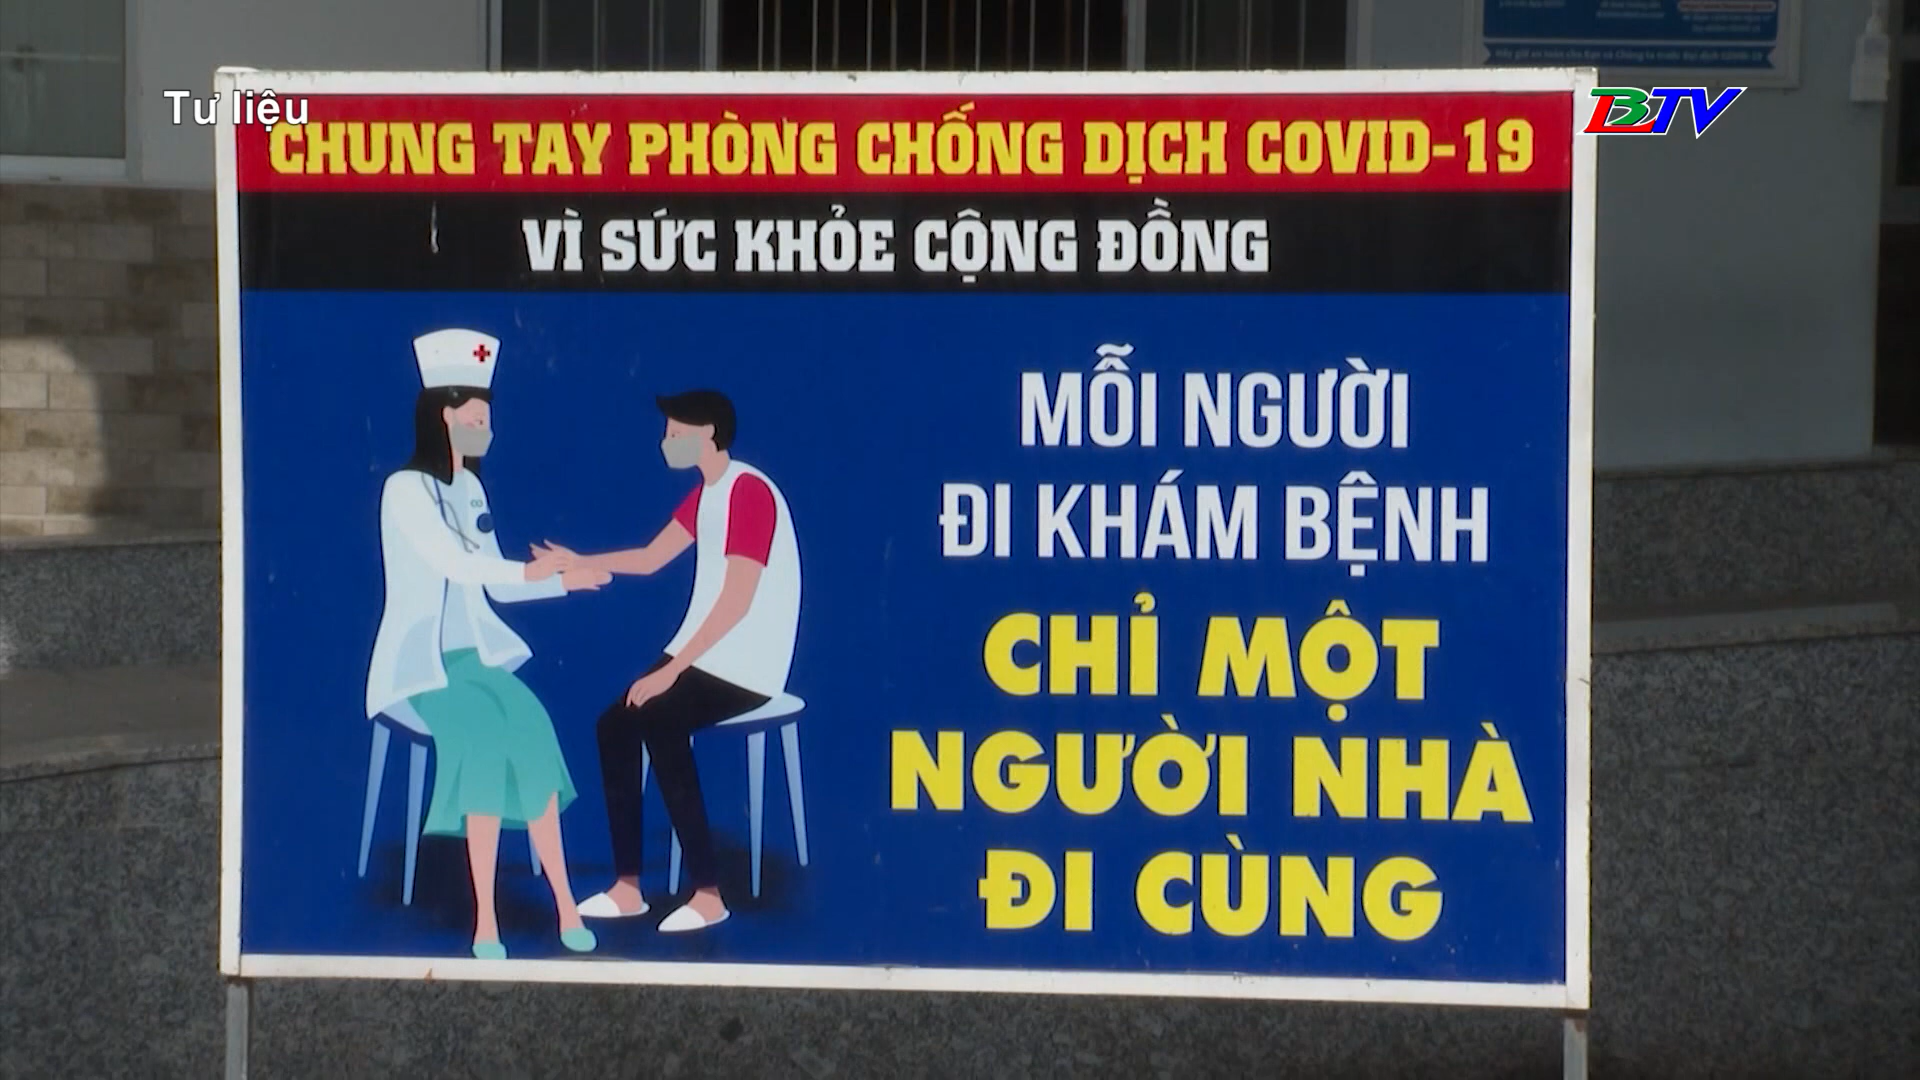 Tư liệu
BTV
CHUNG TAY PHÒNG CHỐNG DỊCH COVID-19
VÌ SỨC KHỎE CỘNG ĐỒNG
MỖI NGƯỜI
ĐI KHÁM BỆNH
CHỈ MỘT
NGƯỜI NHÀ
ĐI CÙNG